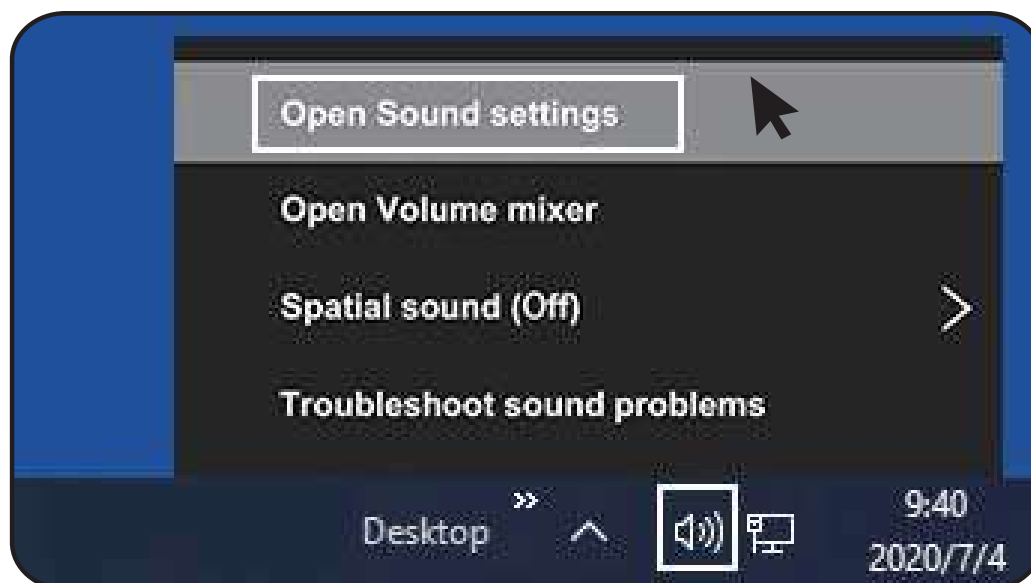 Open Sound settings
Open Volume mixer
Spatial sound (Off)
Troubleshoot sound problems
Desktop
9:40
2020/7/4